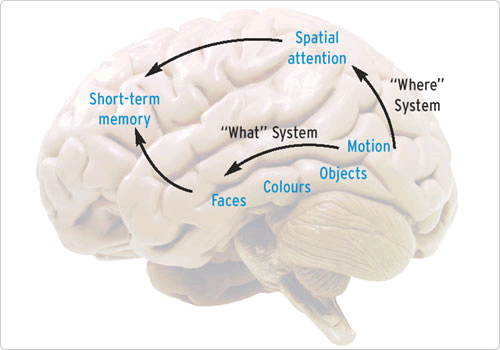 Spatial
attention
“Where”
System
Short-term
memory
“What” System
Motion
Objects
Colours
Faces